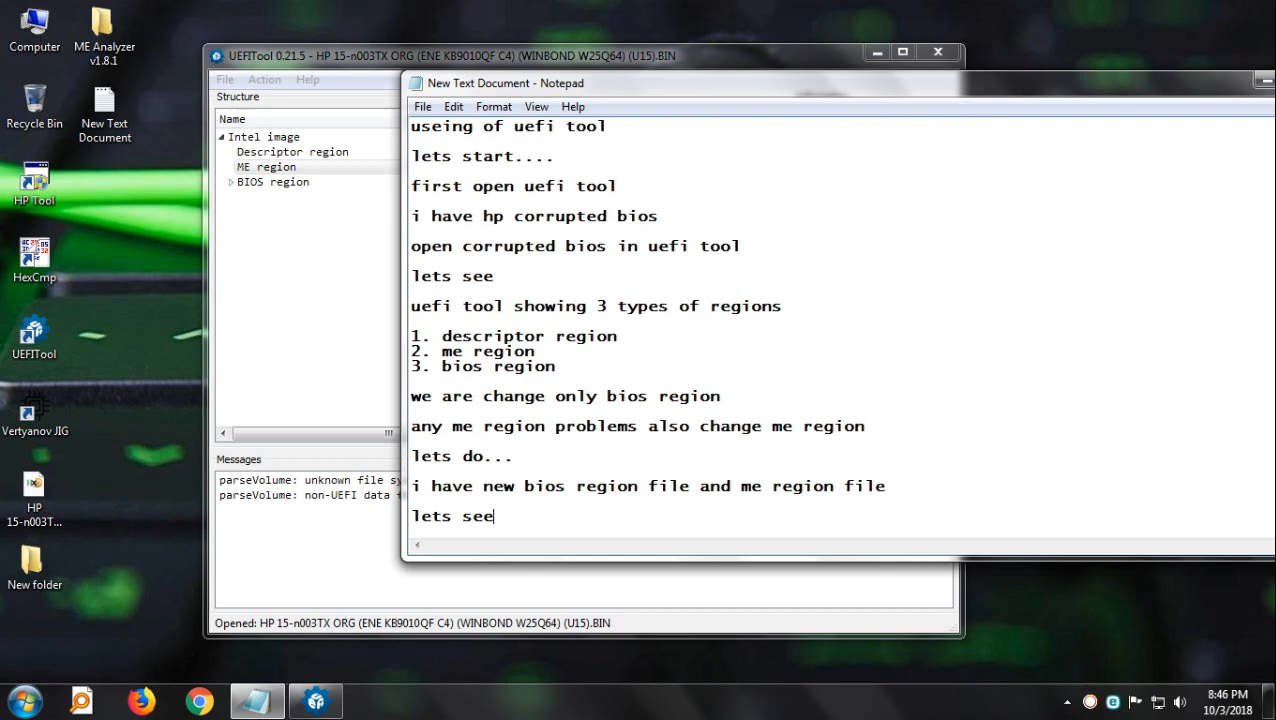 Computer
ME Analyzer
v1.8.1
Recycle Bin
New Text
Document
HP Tool
HexCmp
UEFITool
Vertyanov JIG
HP
15-n003T...
New folder
UEFITool 0.21.5 - HP 15-n003TX ORG (ENE KB9010QF C4) (WINBOND W25Q64) (U15).BIN
File Action Help
Structure
Name
Intel image
Descriptor region
ME region
BIOS region
Messages
parseVolume: unknown file sy
parseVolume: non-UEFI data
Opened: HP 15-n003TX ORG (ENE KB9010QF C4) (WINBOND W25Q64) (U15).BIN
New Text Document - Notepad
File Edit Format View Help
useing of uefi tool
lets start....
first open uefi tool
i have hp corrupted bios
open corrupted bios in uefi tool
lets see
uefi tool showing 3 types of regions
1. descriptor region
2. me region
3. bios region
we are change only bios region
any me region problems also change me region
lets do...
i have new bios region file and me region file
lets see
8:46 PM
10/3/2018